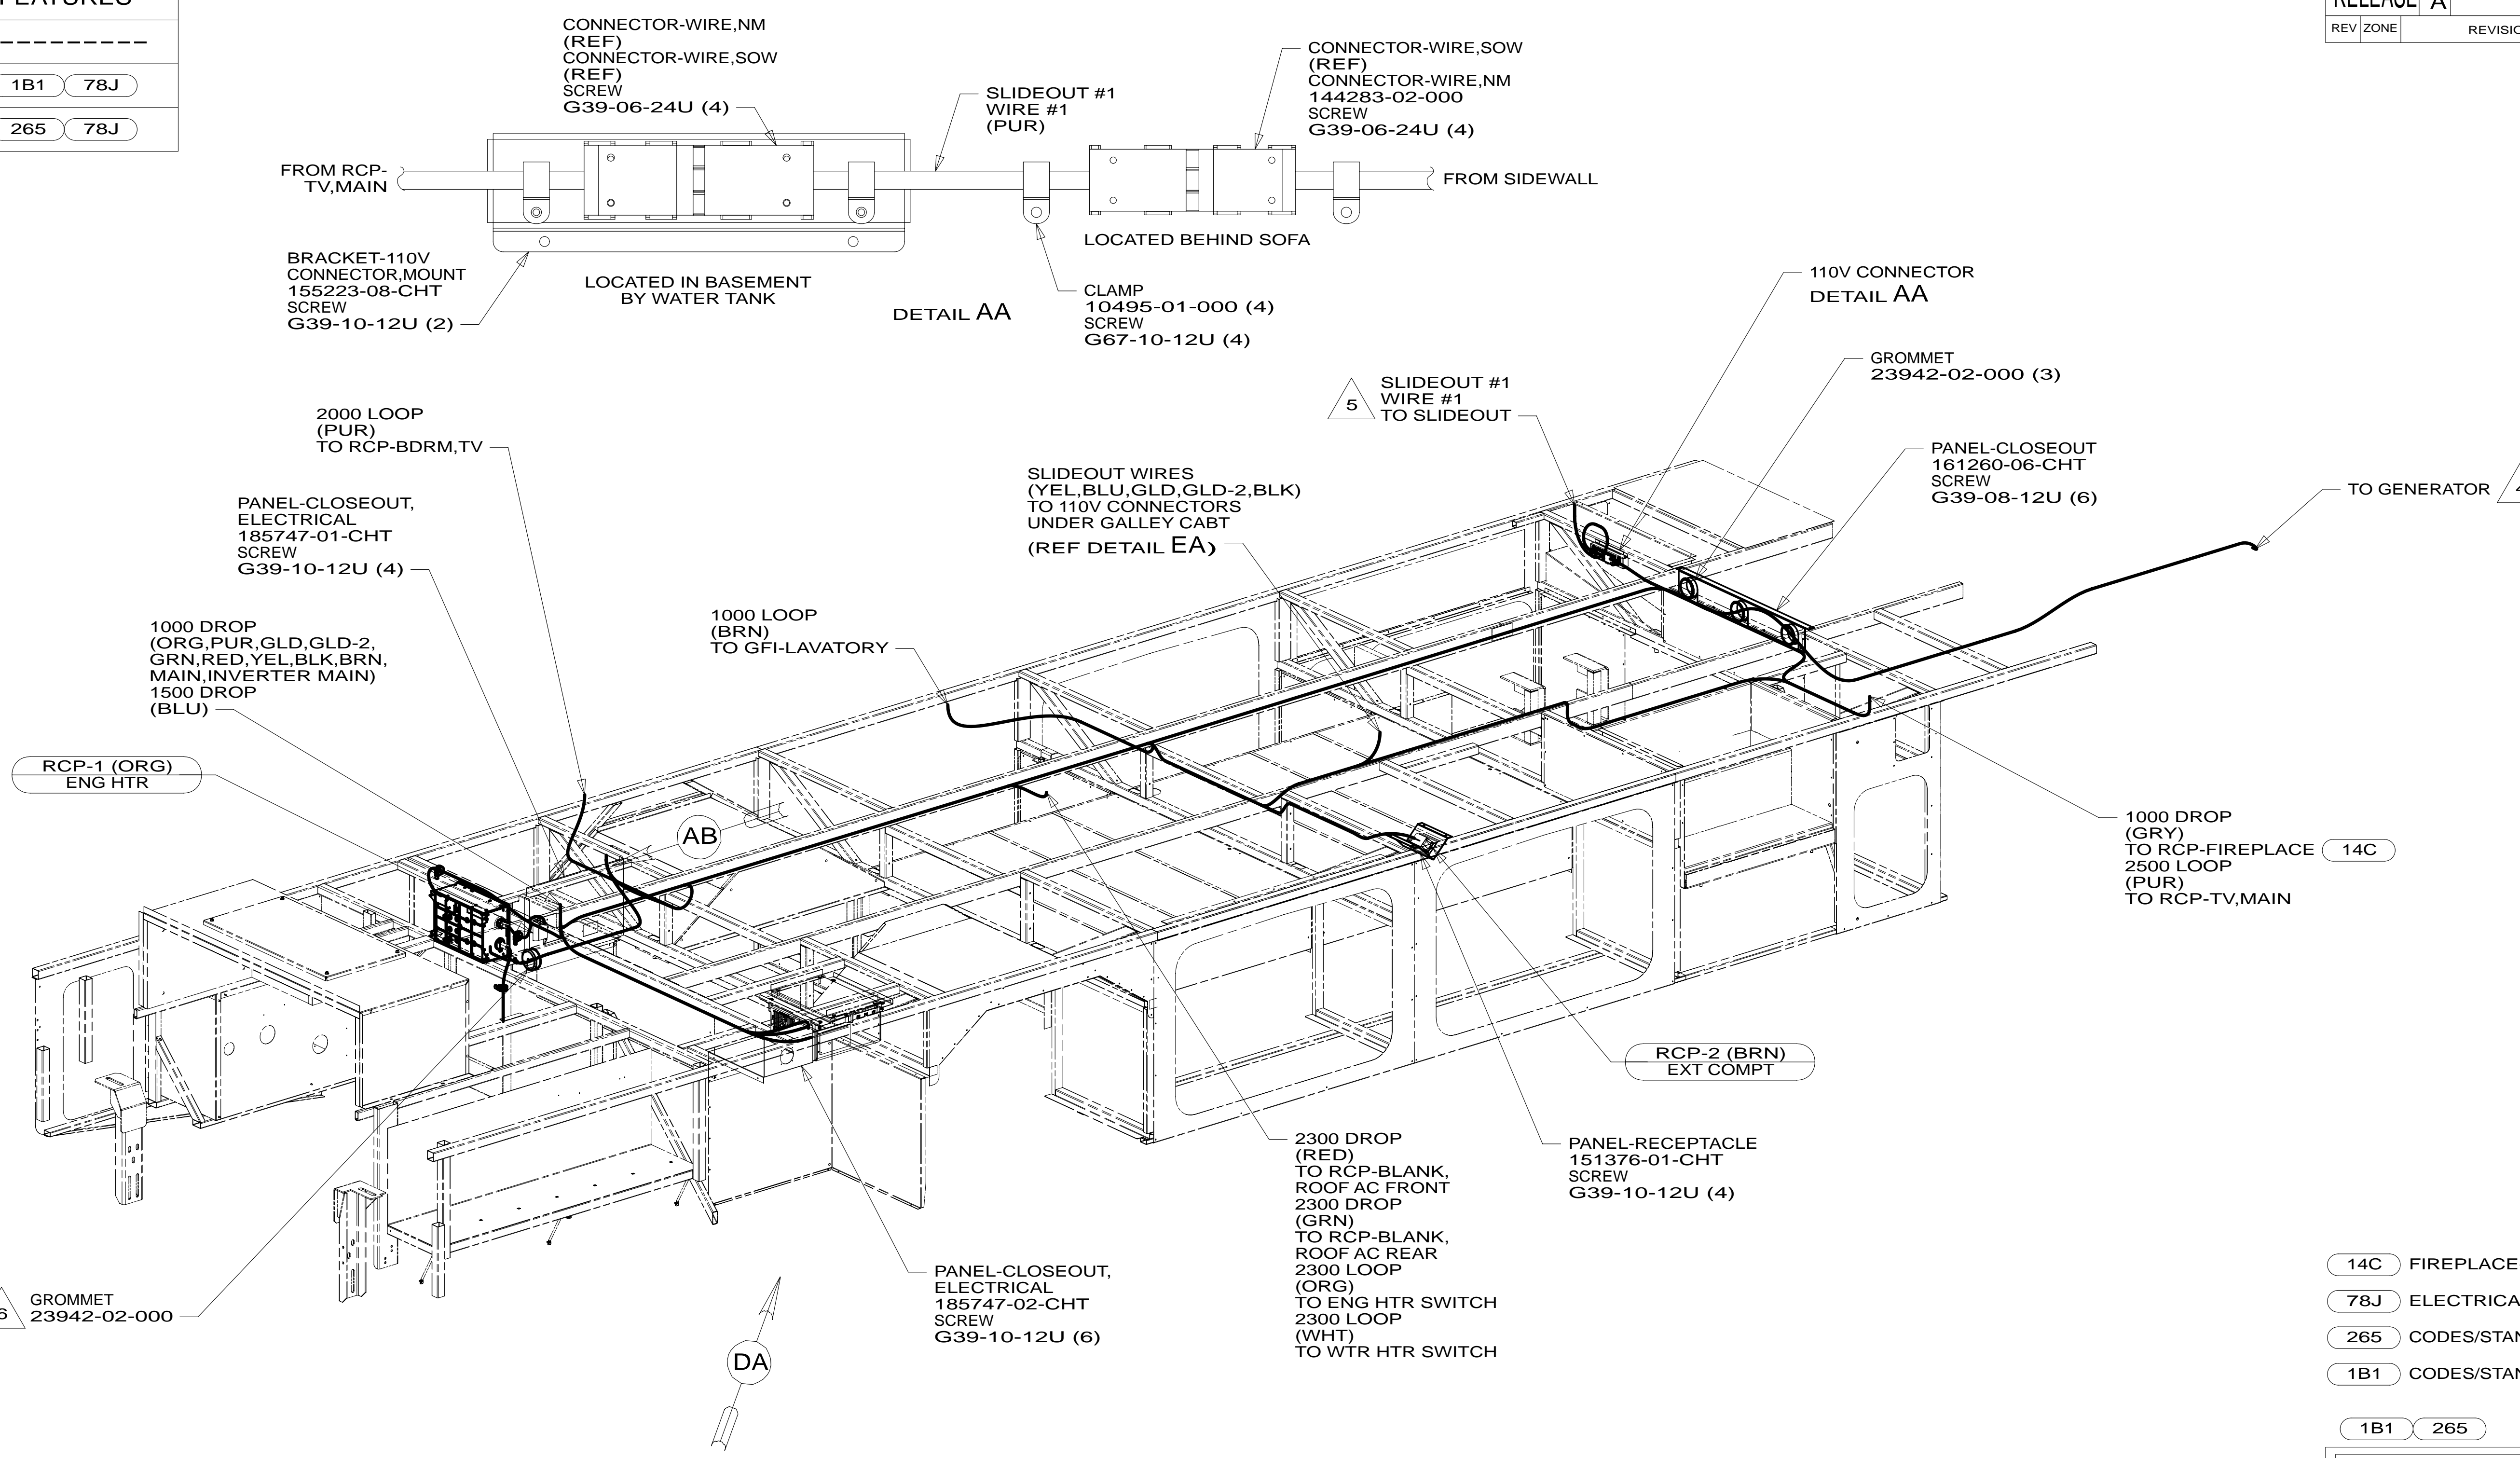 FEATURES
1B1 78J
265 78J
RELEASE A
REV ZONE
CONNECTOR-WIRE,NM
(REF)
CONNECTOR-WIRE,SOW
(REF)
SCREW
G39-06-24U (4)
SLIDEOUT #1
WIRE #1
(PUR)
CONNECTOR-WIRE,SOW
(REF)
CONNECTOR-WIRE,NM
144283-02-000
SCREW
G39-06-24U (4)
FROM RCP-
TV,MAIN
FROM SIDEWALL
LOCATED BEHIND SOFA
BRACKET-110V
CONNECTOR,MOUNT
155223-08-CHT
SCREW
G39-10-12U (2)
LOCATED IN BASEMENT
BY WATER TANK
DETAIL AA
CLAMP
10495-01-000 (4)
SCREW
G67-10-12U (4)
110V CONNECTOR
DETAIL AA
GROMMET
23942-02-000 (3)
5
SLIDEOUT #1
WIRE #1
TO SLIDEOUT
2000 LOOP
(PUR)
TO RCP-BDRM,TV
PANEL-CLOSEOUT
161260-06-CHT
SCREW
G39-08-12U (6)
SLIDEOUT WIRES
(YEL,BLU,GLD,GLD-2,BLK)
TO 110V CONNECTORS
UNDER GALLEY CABT
(REF DETAIL EA)
TO GENERATOR
PANEL-CLOSEOUT,
ELECTRICAL
185747-01-CHT
SCREW
G39-10-12U (4)
1000 LOOP
(BRN)
TO GFI-LAVATORY
1000 DROP
(ORG,PUR,GLD,GLD-2,
GRN,RED,YEL,BLK,BRN,
MAIN,INVERTER MAIN)
1500 DROP
(BLU)
RCP-1 (ORG)
ENG HTR
AB
1000 DROP
(GRY)
TO RCP-FIREPLACE 14C
2500 LOOP
(PUR)
TO RCP-TV,MAIN
RCP-2 (BRN)
EXT COMPT
2300 DROP
(RED)
TO RCP-BLANK,
ROOF AC FRONT
2300 DROP
(GRN)
TO RCP-BLANK,
ROOF AC REAR
2300 LOOP
(ORG)
TO ENG HTR SWITCH
2300 LOOP
(WHT)
TO WTR HTR SWITCH
PANEL-RECEPTACLE
151376-01-CHT
SCREW
G39-10-12U (4)
PANEL-CLOSEOUT,
ELECTRICAL
185747-02-CHT
SCREW
G39-10-12U (6)
6
GROMMET
23942-02-000
DA
14C FIREPLACE
78J
265
1B1
1B1 265